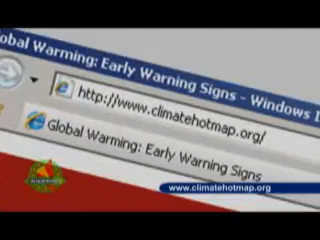 obal Warming: Early Warning Signs - Windows I
http://www.climatehotmap.org/
Global Warming: Early Warning Signs
www.climatehotmap.org